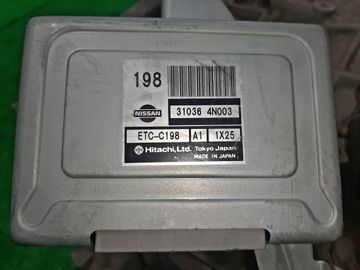 198
NISSAN 31036 4N003
ETC-C198 A1 1X25
Hitachi, Ltd. Tokyo Japan
MADE IN JAPAN